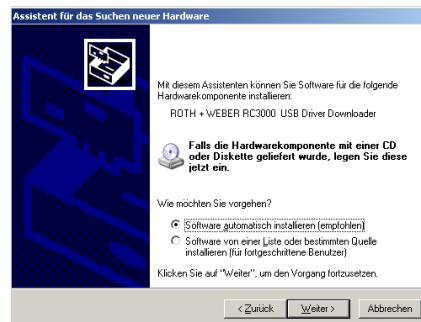 Assistent für das Suchen neuer Hardware
Mit diesem Assistenten können Sie Software für die folgende
Hardwarekomponente installieren:
ROTH + WEBER RC3000 USB Driver Downloader
Falls die Hardwarekomponente mit einer CD
oder Diskette geliefert wurde, legen Sie diese
jetzt ein.
Wie möchten Sie vorgehen?
Software automatisch installieren (empfohlen)
Software von einer Liste oder bestimmten Quelle
installieren (für fortgeschrittene Benutzer)
Klicken Sie auf "Weiter", um den Vorgang fortzusetzen.
< Zurück Weiter > Abbrechen